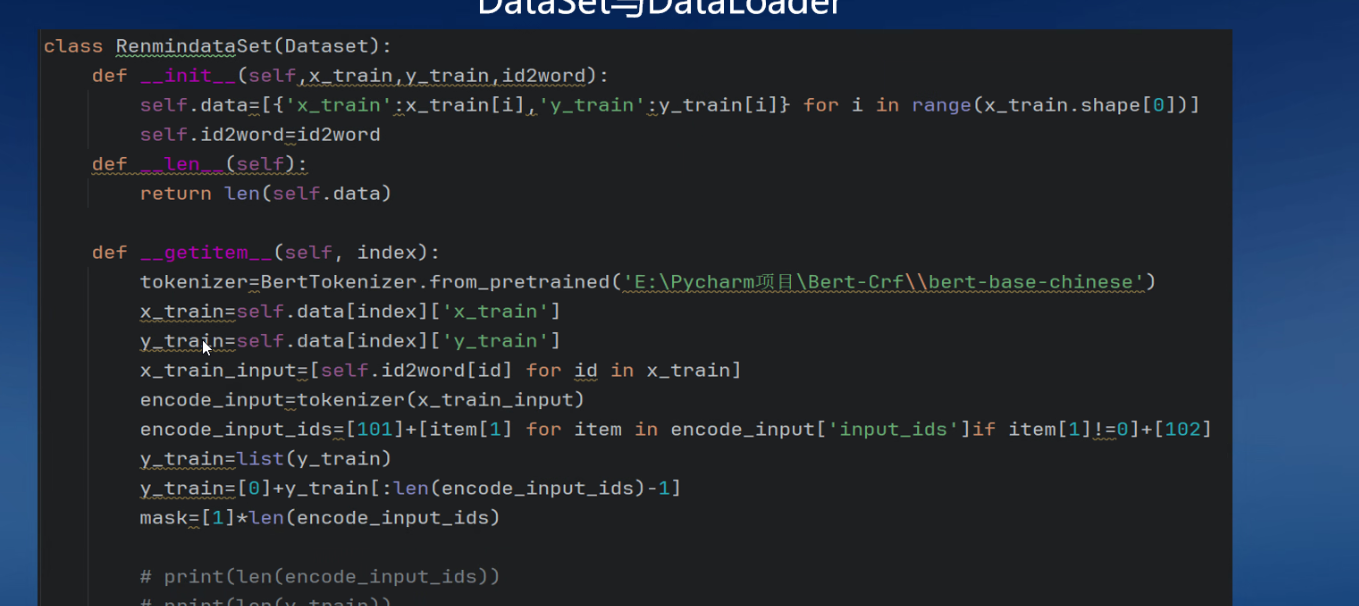 DataSet与DataLoader
class RenmindataSet(Dataset):
    def __init__(self,x_train,y_train,id2word):
        self.data=[{'x_train':x_train[i],'y_train':y_train[i]} for i in range(x_train.shape[0])]
        self.id2word=id2word
    def __len__(self):
        return len(self.data)
    def __getitem__(self, index):
        tokenizer=BertTokenizer.from_pretrained('E:\Pycharm项目\Bert-Crf\\bert-base-chinese')
        x_train=self.data[index]['x_train']
        y_train=self.data[index]['y_train']
        x_train_input=[self.id2word[id] for id in x_train]
        encode_input=tokenizer(x_train_input)
        encode_input_ids=[101]+[item[1] for item in encode_input['input_ids']if item[1]!=0]+[102]
        y_train=list(y_train)
        y_train=[0]+y_train[:len(encode_input_ids)-1]
        mask=[1]*len(encode_input_ids)
        # print(len(encode_input_ids))
        # print(len(y_train))